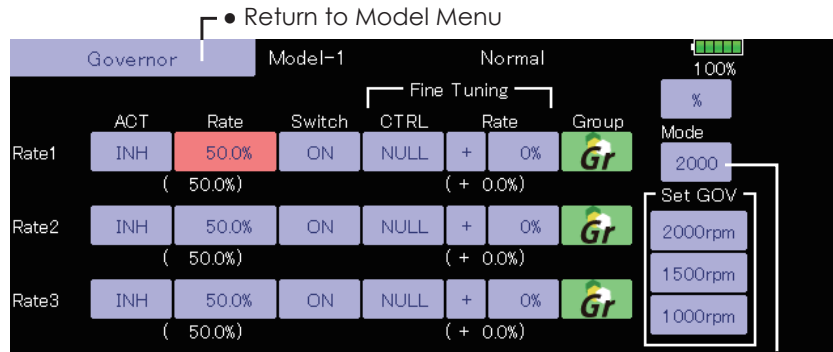 ● Return to Model Menu
Governor Model-1 Normal 100%
Fine Tuning %
ACT Rate Switch CTRL Rate Group Mode
Rate1 INH 50.0% ON NULL + 0% Gr 2000
( 50.0%) (+ 0.0%) Set GOV
Rate2 INH 50.0% ON NULL + 0% Gr 2000rpm
( 50.0%) (+ 0.0%) 1500rpm
Rate3 INH 50.0% ON NULL + 0% Gr 1000rpm
( 50.0%) (+ 0.0%)